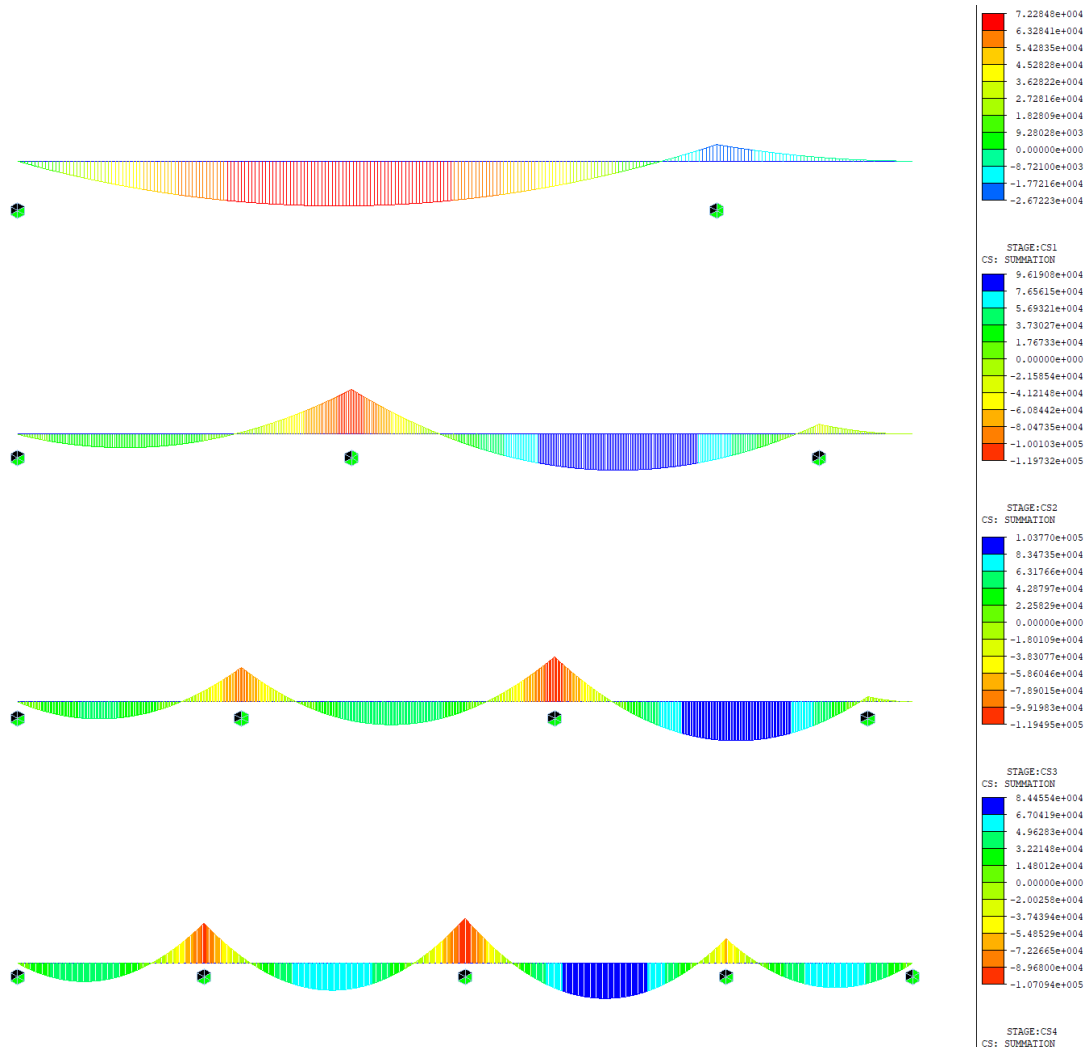 7.22848e+004
6.32841e+004
5.42835e+004
4.52828e+004
3.62822e+004
2.72816e+004
1.82809e+004
9.28028e+003
0.00000e+000
-8.72100e+003
-1.77216e+004
-2.67223e+004
STAGE:CS1
CS: SUMMATION
9.61908e+004
7.65615e+004
5.69321e+004
3.73027e+004
1.76733e+004
0.00000e+000
-2.15854e+004
-4.12148e+004
-6.08442e+004
-8.04735e+004
-1.00103e+005
-1.19732e+005
STAGE:CS2
CS: SUMMATION
1.03770e+005
8.34735e+004
6.31766e+004
4.28797e+004
2.25829e+004
0.00000e+000
-1.80109e+004
-3.83077e+004
-5.86046e+004
-7.89015e+004
-9.91983e+004
-1.19495e+005
STAGE:CS3
CS: SUMMATION
8.44554e+004
6.70419e+004
4.96283e+004
3.22148e+004
1.48012e+004
0.00000e+000
-2.00258e+004
-3.74394e+004
-5.48529e+004
-7.22665e+004
-8.96800e+004
-1.07094e+005
STAGE:CS4
CS: SUMMATION